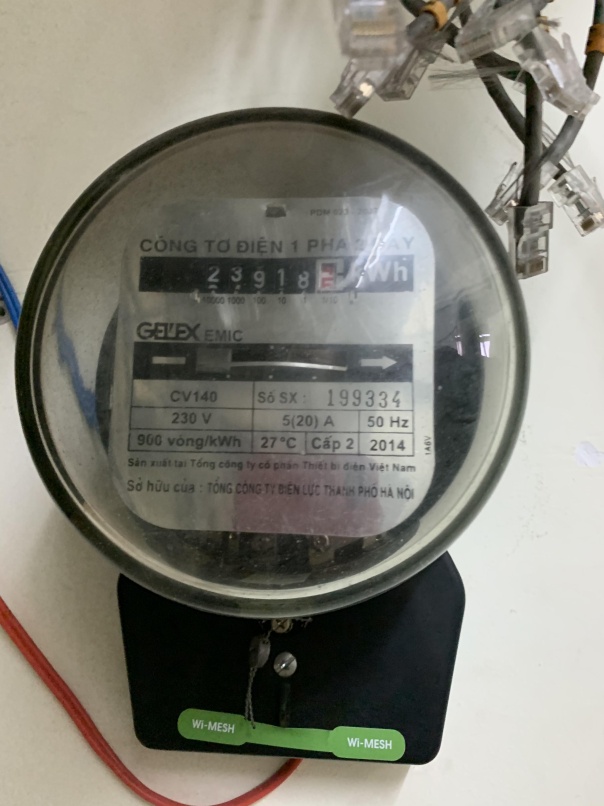 CÔNG TƠ ĐIỆN 1 PHA 2 DÂY
23918 kWh
10000 1000 100 10 1 1/10
GELEX EMIC
CV140 Số SX : 199334
230 V 5(20) A 50 Hz
900 vòng/kWh 27°C Cấp 2 2014
Sản xuất tại Tổng công ty cổ phần Thiết bị điện Việt Nam
Sở hữu của : TỔNG CÔNG TY ĐIỆN LỰC THÀNH PHỐ HÀ NỘI
Wi-MESH Wi-MESH